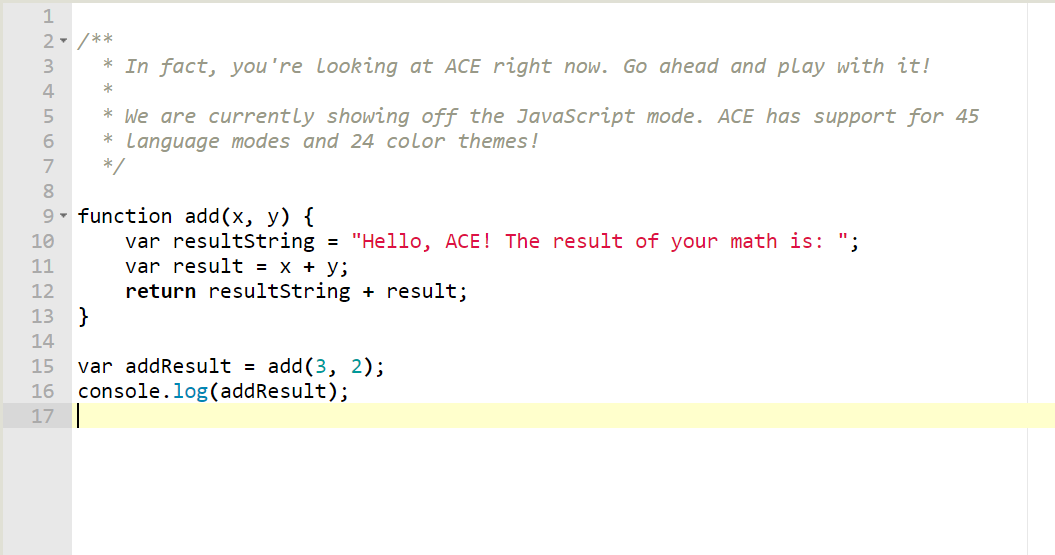 1
2 /**
3 * In fact, you're looking at ACE right now. Go ahead and play with it!
4 *
5 * We are currently showing off the JavaScript mode. ACE has support for 45
6 * language modes and 24 color themes!
7 */
8
9 function add(x, y) {
10 var resultString = "Hello, ACE! The result of your math is: ";
11 var result = x + y;
12 return resultString + result;
13 }
14
15 var addResult = add(3, 2);
16 console.log(addResult);
17